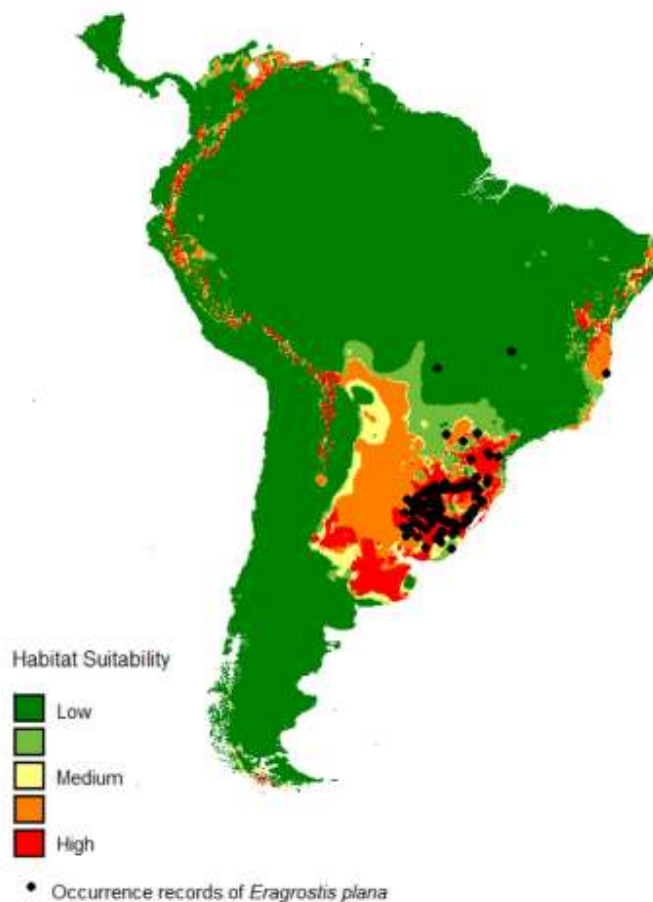 Habitat Suitability
Low
Medium
High
Occurrence records of Eragrostis plana